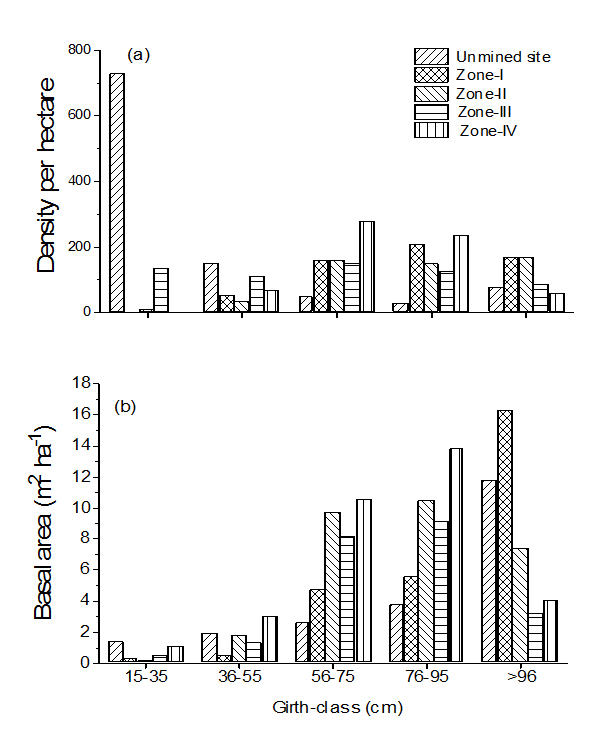 (a)
Unmined site
Zone-I
Zone-II
Zone-III
Zone-IV
800
600
400
200
0
Density per hectare
(b)
18
16
14
12
10
8
6
4
2
0
Basal area (m² ha⁻¹)
15-35 36-55 56-75 76-95 >96
Girth-class (cm)